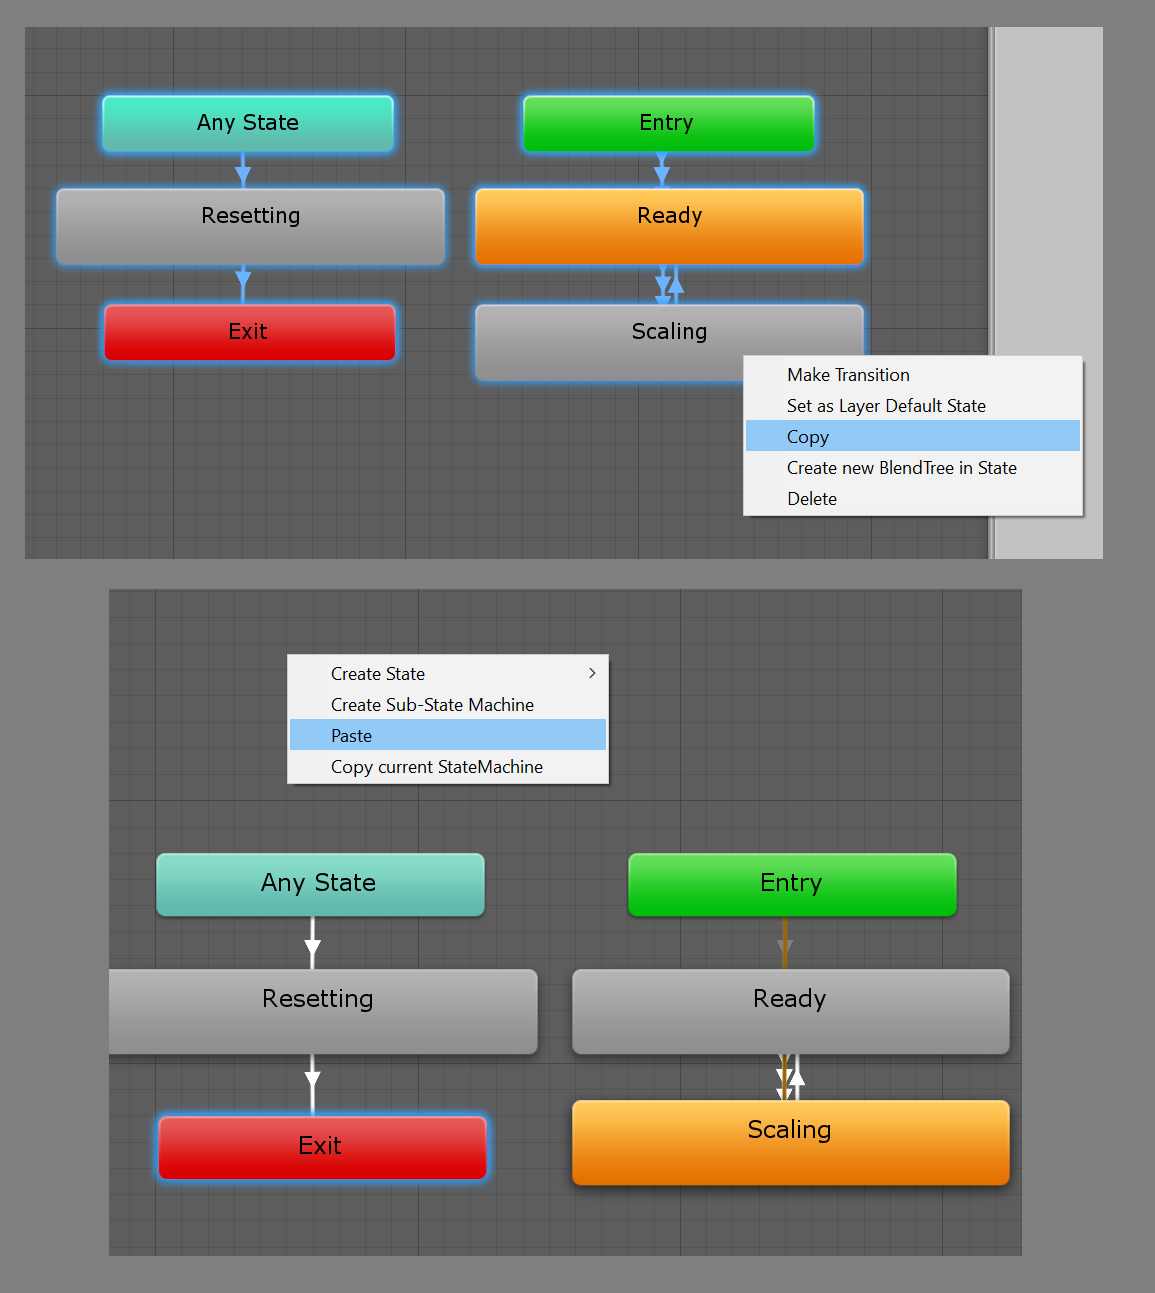 Any State
Entry
Resetting
Ready
Exit
Scaling
Make Transition
Set as Layer Default State
Copy
Create new BlendTree in State
Delete
Create State
Create Sub-State Machine
Paste
Copy current StateMachine
Any State
Entry
Resetting
Ready
Exit
Scaling